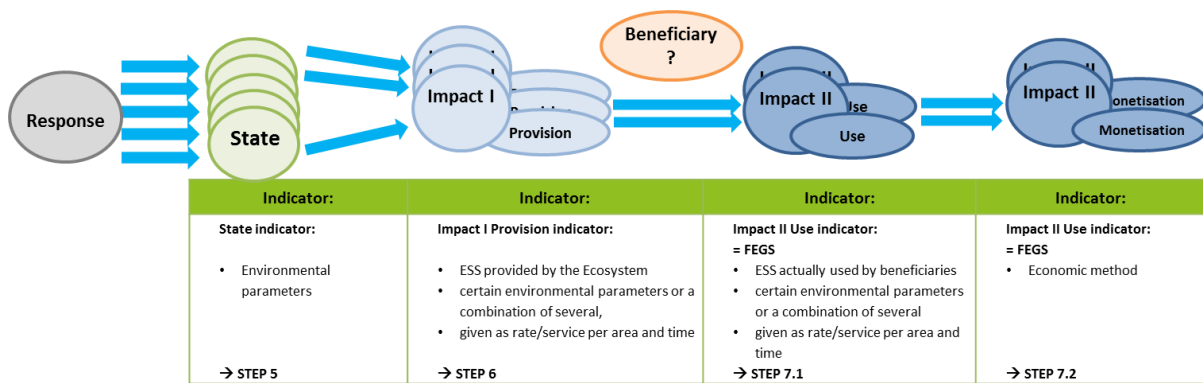 Response
State
Impact I
Provision
Beneficiary
?
Impact II
Use
Use
Impact II
Monetisation
Indicator:
State indicator:
• Environmental
parameters
→ STEP 5
Indicator:
Impact I Provision indicator:
• ESS provided by the Ecosystem
• certain environmental parameters or a
combination of several,
• given as rate/service per area and time
→ STEP 6
Indicator:
Impact II Use indicator:
= FEGS
• ESS actually used by beneficiaries
• certain environmental parameters
or a combination of several
• given as rate/service per area and
time
→ STEP 7.1
Indicator:
Impact II Use indicator:
= FEGS
• Economic method
→ STEP 7.2